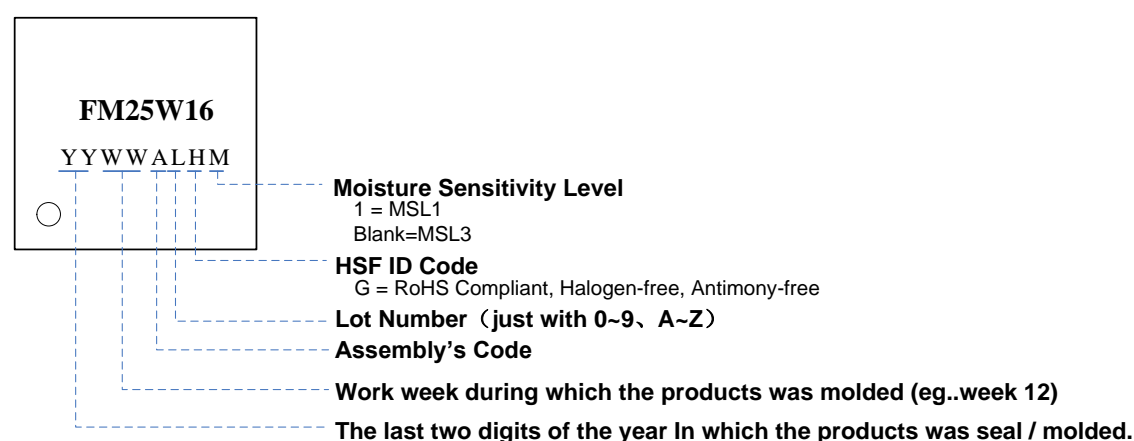 FM25W16
YYWWALHM
Moisture Sensitivity Level
1 = MSL1
Blank=MSL3
HSF ID Code
G = RoHS Compliant, Halogen-free, Antimony-free
Lot Number（just with 0~9、A~Z）
Assembly's Code
Work week during which the products was molded (eg..week 12)
The last two digits of the year In which the products was seal / molded.